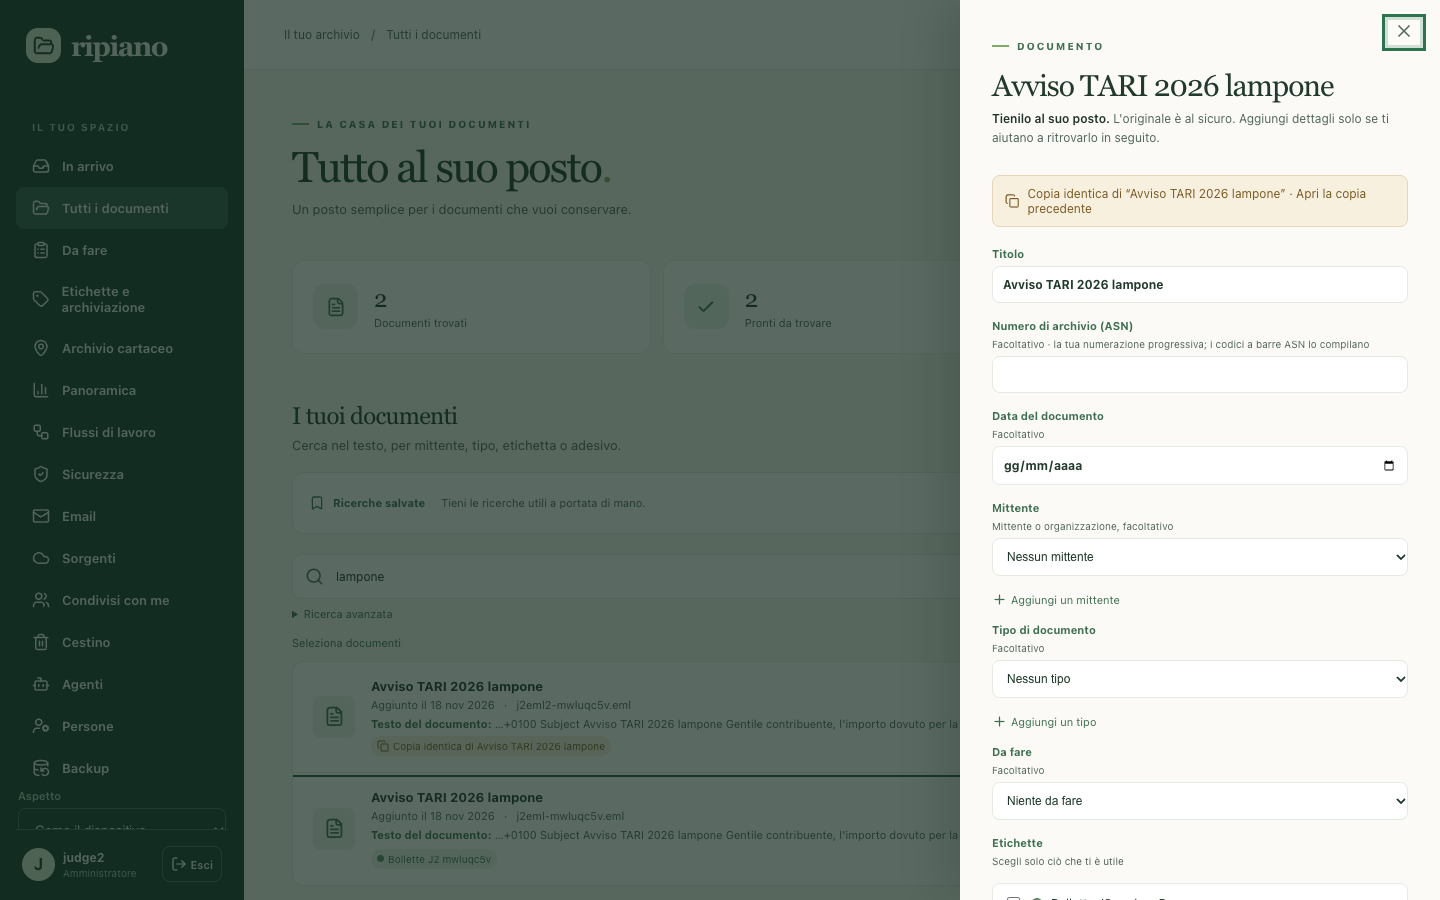 ripiano
IL TUO SPAZIO
In arrivo
Tutti i documenti
Da fare
Etichette e
archiviazione
Archivio cartaceo
Panoramica
Flussi di lavoro
Sicurezza
Email
Sorgenti
Condivisi con me
Cestino
Agenti
Persone
Backup
Aspetto
Come il dispositivo
J
judge2
Amministratore
Esci
Il tuo archivio / Tutti i documenti
LA CASA DEI TUOI DOCUMENTI
Tutto al suo posto.
Un posto semplice per i documenti che vuoi conservare.
2
Documenti trovati
2
Pronti da trovare
I tuoi documenti
Cerca nel testo, per mittente, tipo, etichetta o adesivo.
Ricerche salvate Tieni le ricerche utili a portata di mano.
lampone
Ricerca avanzata
Seleziona documenti
Avviso TARI 2026 lampone
Aggiunto il 18 nov 2026 · j2eml2-mwluqc5v.eml
Testo del documento: …+0100 Subject Avviso TARI 2026 lampone Gentile contribuente, l'importo dovuto per la
Copia identica di Avviso TARI 2026 lampone
Avviso TARI 2026 lampone
Aggiunto il 18 nov 2026 · j2eml-mwluqc5v.eml
Testo del documento: …+0100 Subject Avviso TARI 2026 lampone Gentile contribuente, l'importo dovuto per la
Bollette J2 mwluqc5v
DOCUMENTO
Avviso TARI 2026 lampone
Tienilo al suo posto. L'originale è al sicuro. Aggiungi dettagli solo se ti
aiutano a ritrovarlo in seguito.
Copia identica di “Avviso TARI 2026 lampone” · Apri la copia
precedente
Titolo
Avviso TARI 2026 lampone
Numero di archivio (ASN)
Facoltativo · la tua numerazione progressiva; i codici a barre ASN lo compilano
Data del documento
Facoltativo
gg/mm/aaaa
Mittente
Mittente o organizzazione, facoltativo
Nessun mittente
Aggiungi un mittente
Tipo di documento
Facoltativo
Nessun tipo
Aggiungi un tipo
Da fare
Facoltativo
Niente da fare
Etichette
Scegli solo ciò che ti è utile